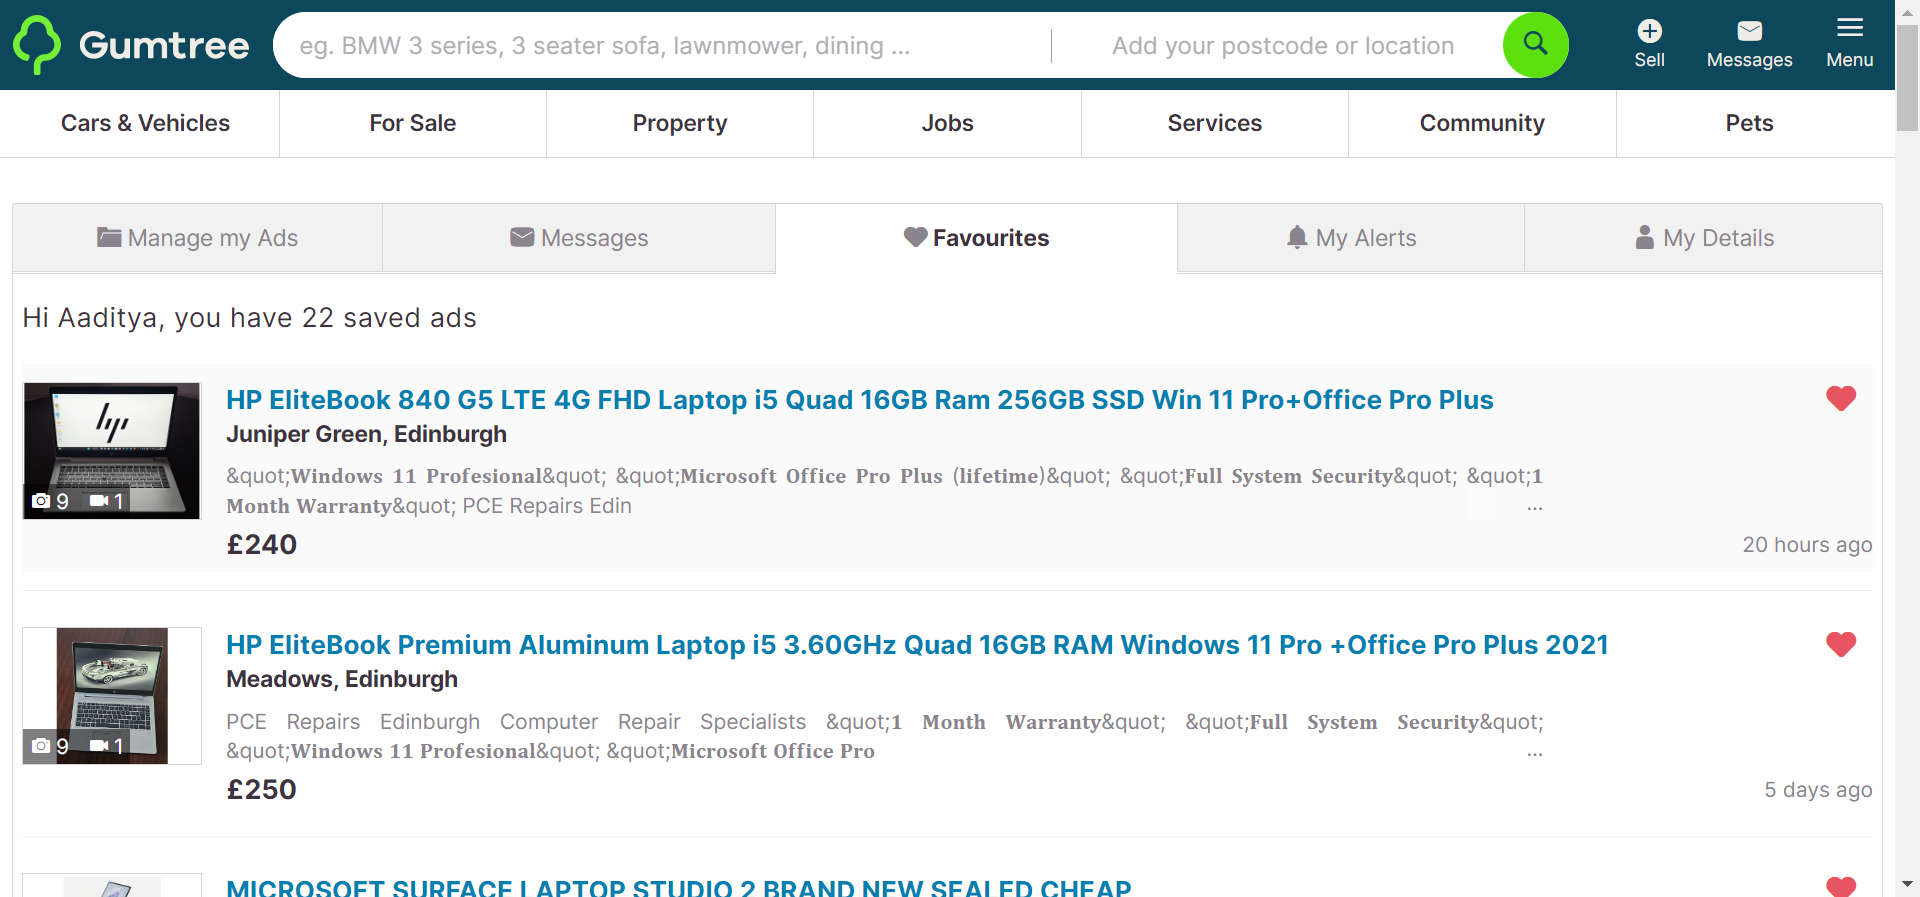 Gumtree
eg. BMW 3 series, 3 seater sofa, lawnmower, dining ...
Add your postcode or location
Sell
Messages
Menu
Cars & Vehicles
For Sale
Property
Jobs
Services
Community
Pets
Manage my Ads
Messages
Favourites
My Alerts
My Details
Hi Aaditya, you have 22 saved ads
HP EliteBook 840 G5 LTE 4G FHD Laptop i5 Quad 16GB Ram 256GB SSD Win 11 Pro+Office Pro Plus
Juniper Green, Edinburgh
&quot;Windows 11 Profesional&quot; &quot;Microsoft Office Pro Plus (lifetime)&quot; &quot;Full System Security&quot; &quot;1
Month Warranty&quot; PCE Repairs Edin ...
9 1
£240
20 hours ago
HP EliteBook Premium Aluminum Laptop i5 3.60GHz Quad 16GB RAM Windows 11 Pro +Office Pro Plus 2021
Meadows, Edinburgh
PCE Repairs Edinburgh Computer Repair Specialists &quot;1 Month Warranty&quot; &quot;Full System Security&quot;
&quot;Windows 11 Profesional&quot; &quot;Microsoft Office Pro ...
9 1
£250
5 days ago
MICROSOFT SURFACE LAPTOP STUDIO 2 BRAND NEW SEALED CHEAP